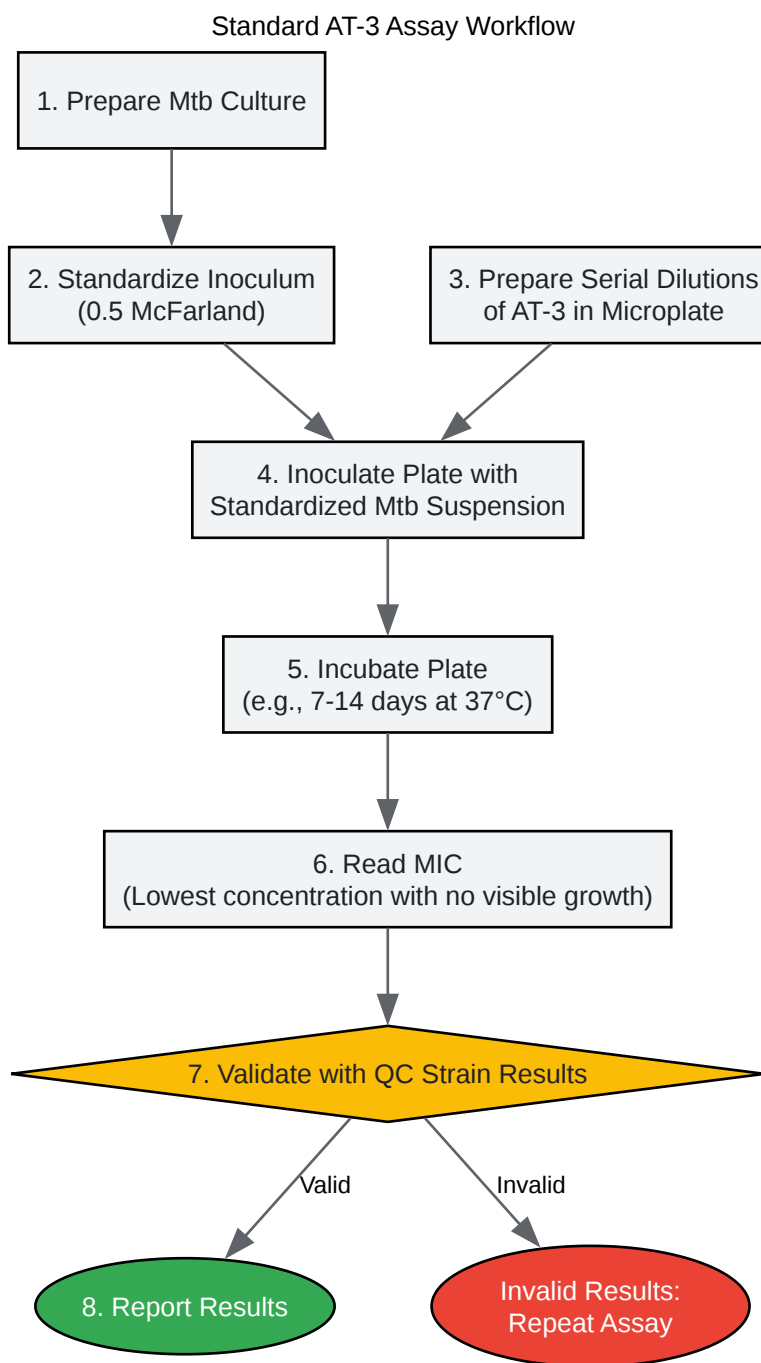 Standard AT-3 Assay Workflow
1. Prepare Mtb Culture
2. Standardize Inoculum
(0.5 McFarland)
3. Prepare Serial Dilutions
of AT-3 in Microplate
4. Inoculate Plate with
Standardized Mtb Suspension
5. Incubate Plate
(e.g., 7-14 days at 37°C)
6. Read MIC
(Lowest concentration with no visible growth)
7. Validate with QC Strain Results
Valid
Invalid
8. Report Results
Invalid Results:
Repeat Assay